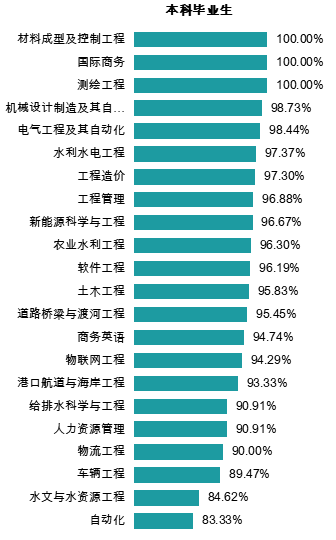 本科毕业生
材料成型及控制工程 100.00%
国际商务 100.00%
测绘工程 100.00%
机械设计制造及其自… 98.73%
电气工程及其自动化 98.44%
水利水电工程 97.37%
工程造价 97.30%
工程管理 96.88%
新能源科学与工程 96.67%
农业水利工程 96.30%
软件工程 96.19%
土木工程 95.83%
道路桥梁与渡河工程 95.45%
商务英语 94.74%
物联网工程 94.29%
港口航道与海岸工程 93.33%
给排水科学与工程 90.91%
人力资源管理 90.91%
物流工程 90.00%
车辆工程 89.47%
水文与水资源工程 84.62%
自动化 83.33%